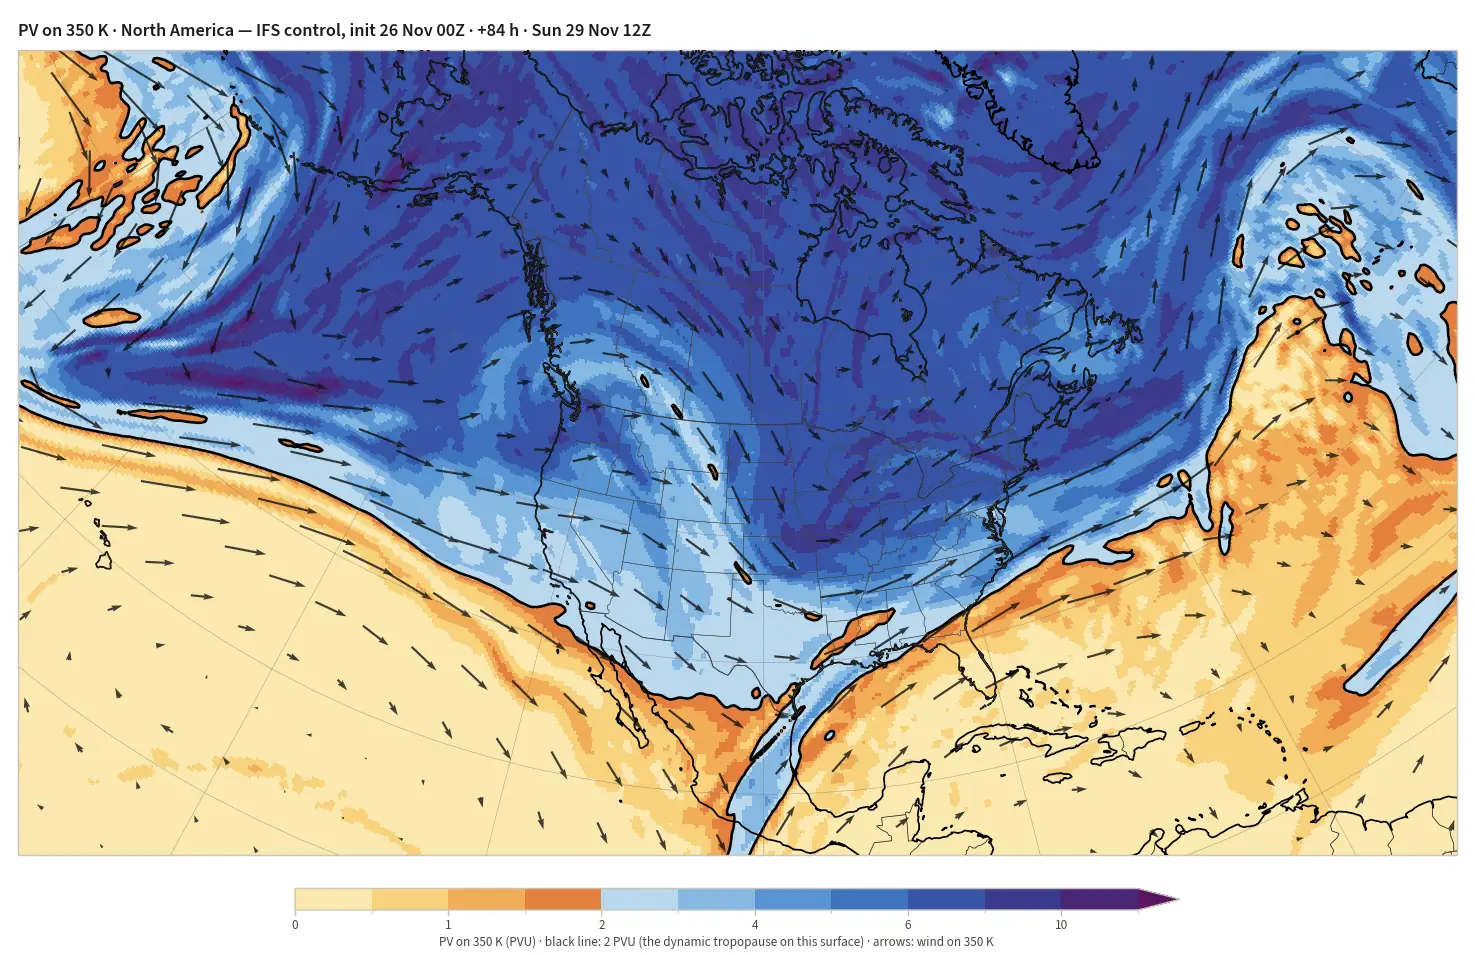 PV on 350 K · North America — IFS control, init 26 Nov 00Z · +84 h · Sun 29 Nov 12Z
0 1 2 4 6 10
PV on 350 K (PVU) · black line: 2 PVU (the dynamic tropopause on this surface) · arrows: wind on 350 K